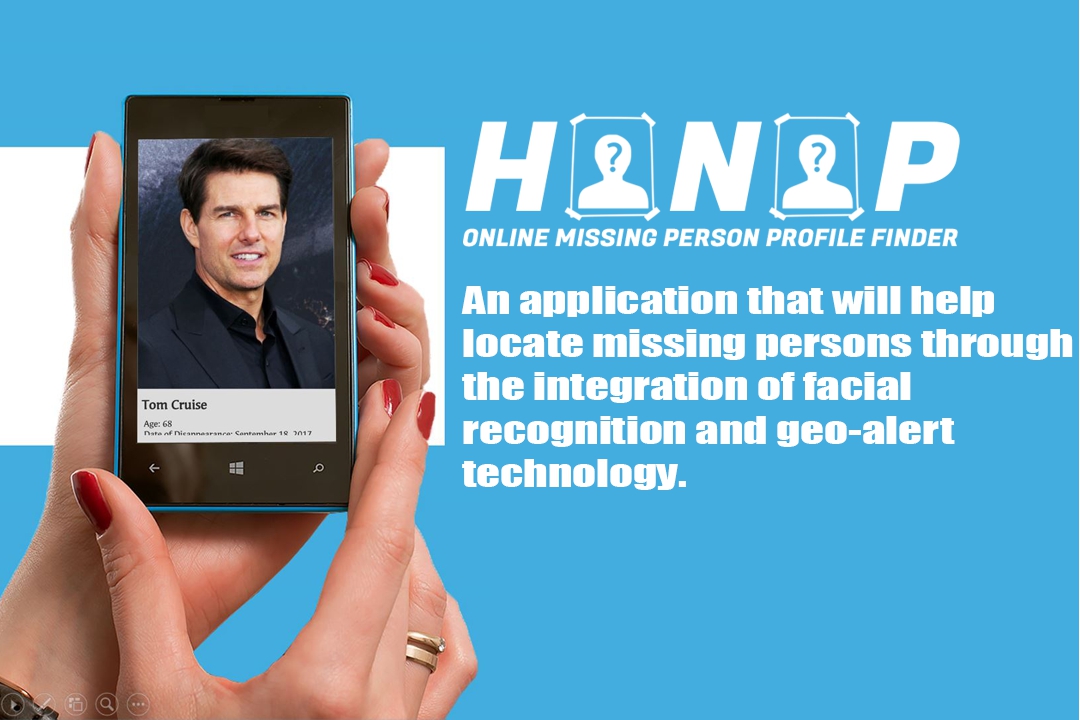 Tom Cruise
Age: 68
Date of Disappearance: September 18, 2017
H N P
ONLINE MISSING PERSON PROFILE FINDER
An application that will help
locate missing persons through
the integration of facial
recognition and geo-alert
technology.